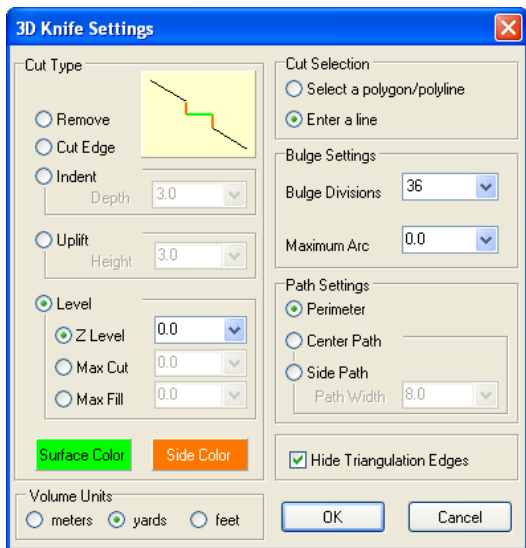 3D Knife Settings
Cut Type
Remove
Cut Edge
Indent
Depth 3.0
Uplift
Height 3.0
Level
Z Level 0.0
Max Cut 0.0
Max Fill 0.0
Surface Color Side Color
Volume Units
meters yards feet
Cut Selection
Select a polygon/polyline
Enter a line
Bulge Settings
Bulge Divisions 36
Maximum Arc 0.0
Path Settings
Perimeter
Center Path
Side Path
Path Width 8.0
Hide Triangulation Edges
OK Cancel